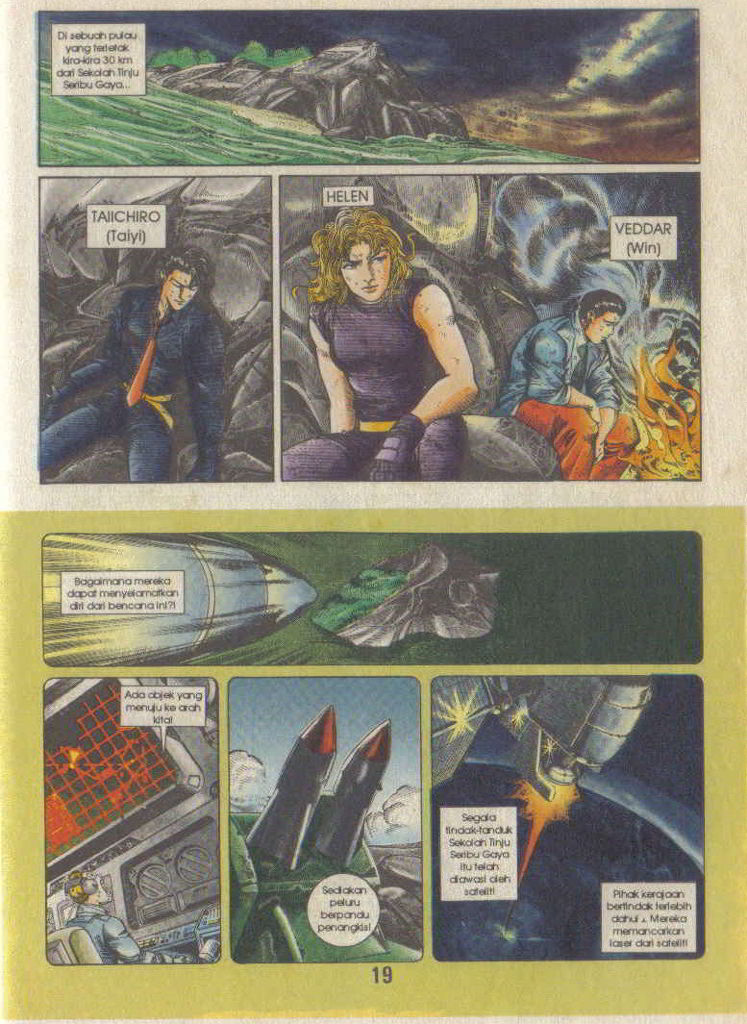 Di sebuah pulau
yang terletak
kira-kira 30 km
dari Sekolah Tinju
Seribu Gaya...
TAIICHIRO
(Taiyi)
HELEN
VEDDAR
(Win)
Bagaimana mereka
dapat menyelamatkan
diri dari bencana ini?!
Ada objek yang
menuju ke arah
kita!
Sediakan
peluru
berpandu
penangkis!
Segala
tindak-tanduk
Sekolah Tinju
Seribu Gaya
itu telah
diawasi oleh
satelit!
Pihak kerajaan
bertindak terlebih
Mereka
memancarkan
laser dari satelit!
19